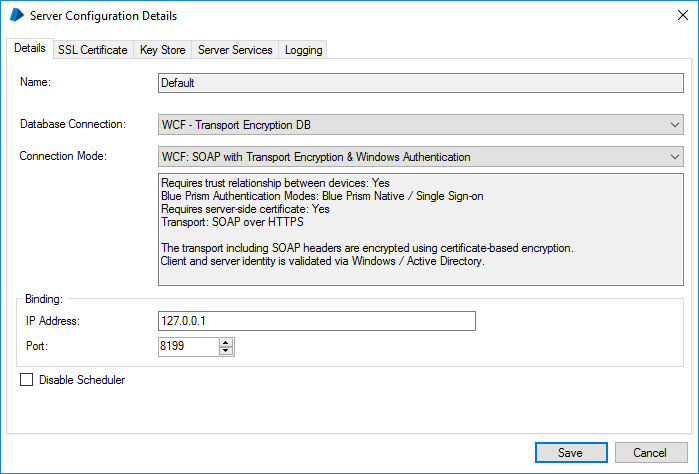 Server Configuration Details
Details SSL Certificate Key Store Server Services Logging
Name: Default
Database Connection: WCF - Transport Encryption DB
Connection Mode: WCF: SOAP with Transport Encryption & Windows Authentication
Requires trust relationship between devices: Yes
Blue Prism Authentication Modes: Blue Prism Native / Single Sign-on
Requires server-side certificate: Yes
Transport: SOAP over HTTPS
The transport including SOAP headers are encrypted using certificate-based encryption.
Client and server identity is validated via Windows / Active Directory.
Binding:
IP Address: 127.0.0.1
Port: 8199
Disable Scheduler
Save Cancel